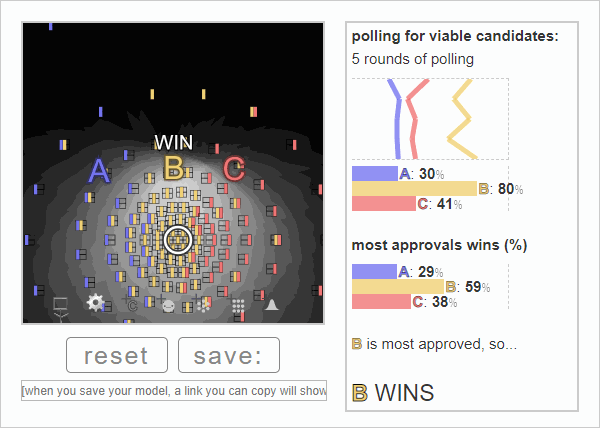 WIN
A B C
reset save:
[when you save your model, a link you can copy will show
polling for viable candidates:
5 rounds of polling
A: 30%
B: 80%
C: 41%
most approvals wins (%)
A: 29%
B: 59%
C: 38%
B is most approved, so...
B WINS